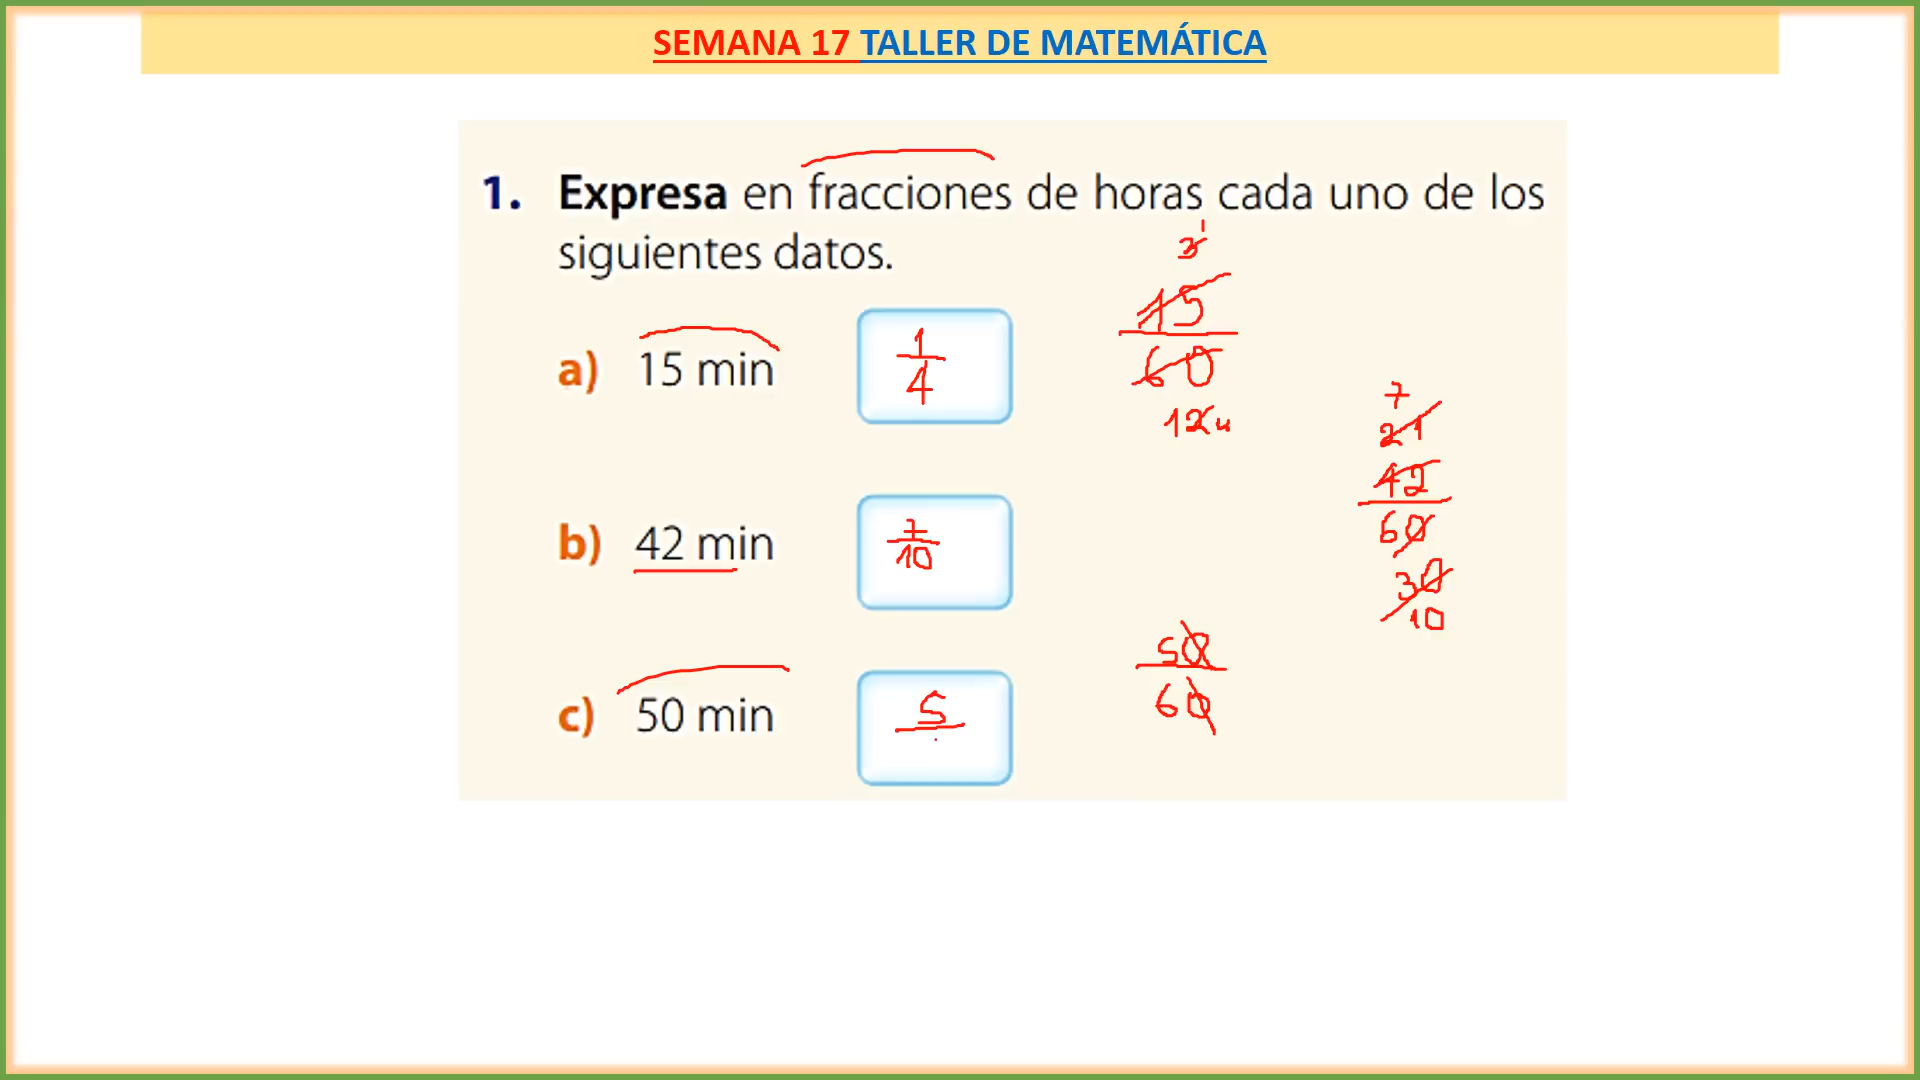 SEMANA 17 TALLER DE MATEMÁTICA
1. Expresa en fracciones de horas cada uno de los
siguientes datos.
a) 15 min
1
4
3 1
15
60
12 4
b) 42 min
7
10
7
21
42
60
30
10
c) 50 min
5
50
60